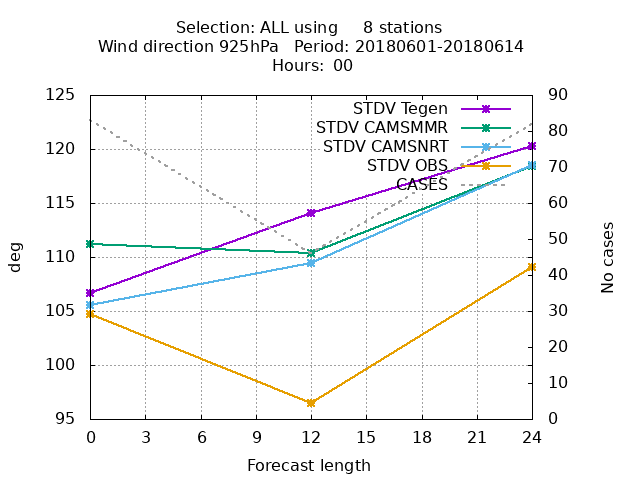 Selection: ALL using 8 stations
Wind direction 925hPa Period: 20180601-20180614
Hours: 00
125
120
115
110
105
100
95
deg
90
80
70
60
50
40
30
20
10
0
No cases
STDV Tegen
STDV CAMSMMR
STDV CAMSNRT
STDV OBS
CASES
0 3 6 9 12 15 18 21 24
Forecast length